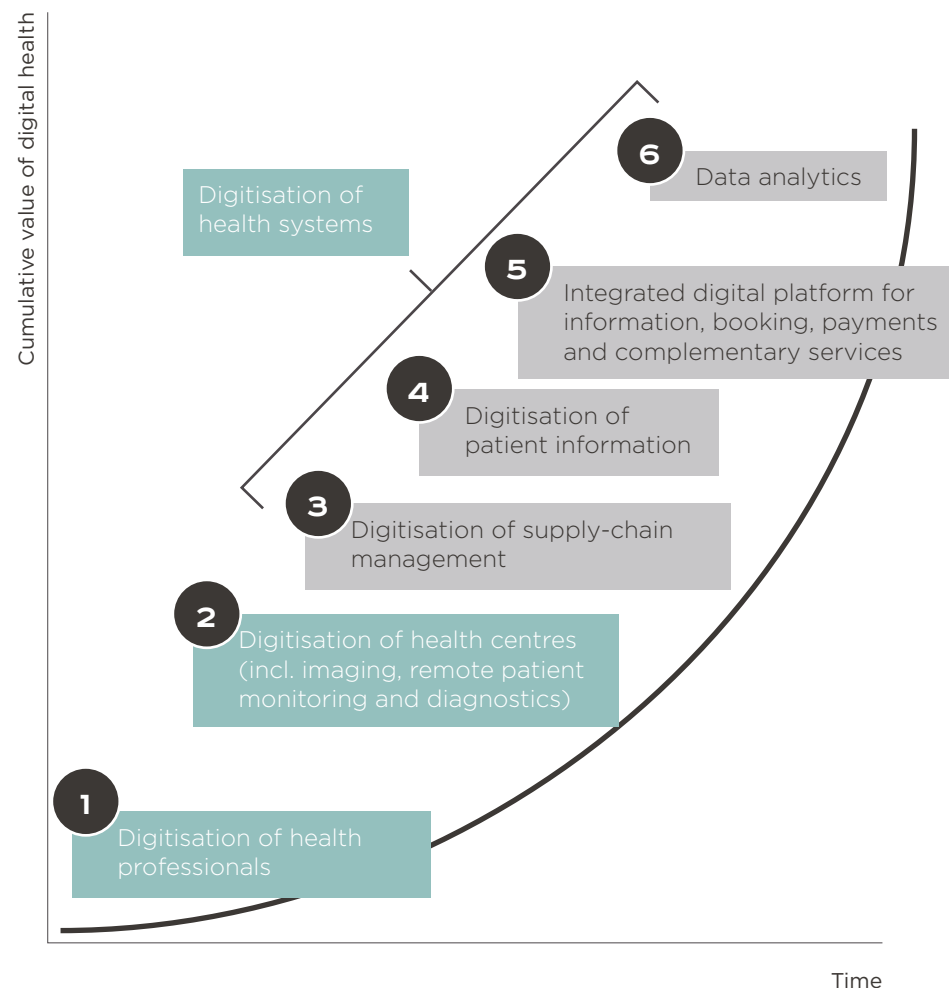 Cumulative value of digital health
6
Data analytics
Digitisation of
health systems
5
Integrated digital platform for
information, booking, payments
and complementary services
4
Digitisation of
patient information
3
Digitisation of supply-chain
management
2
Digitisation of health centres
(incl. imaging, remote patient
monitoring and diagnostics)
1
Digitisation of health
professionals
Time